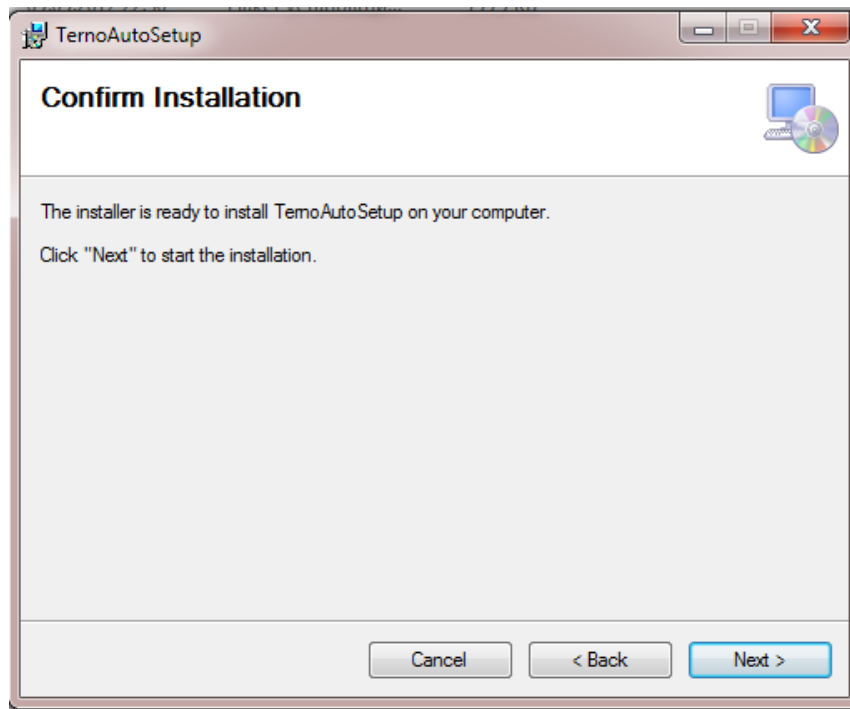 TernoAutoSetup
Confirm Installation
The installer is ready to install TernoAutoSetup on your computer.
Click "Next" to start the installation.
Cancel
< Back
Next >